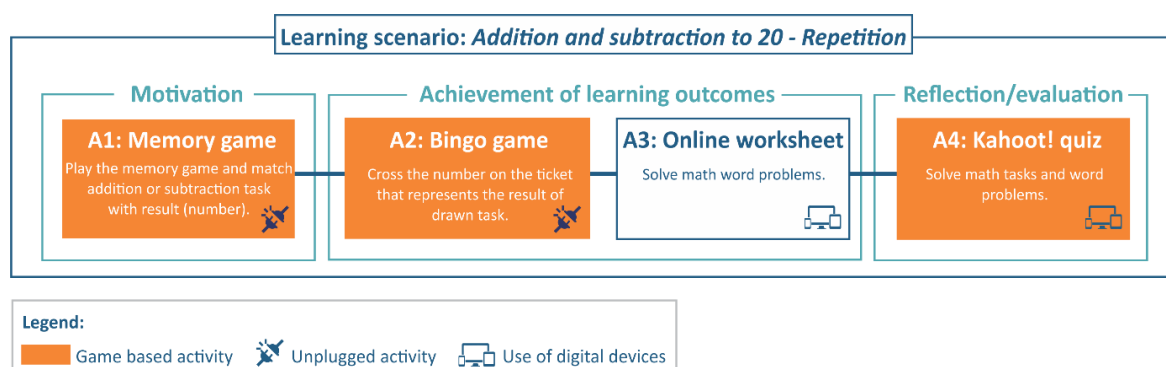 Learning scenario: Addition and subtraction to 20 - Repetition
Motivation
Achievement of learning outcomes
Reflection/evaluation
A1: Memory game
Play the memory game and match
addition or subtraction task
with result (number).
A2: Bingo game
Cross the number on the ticket
that represents the result of
drawn task.
A3: Online worksheet
Solve math word problems.
A4: Kahoot! quiz
Solve math tasks and word
problems.
Legend:
Game based activity
Unplugged activity
Use of digital devices